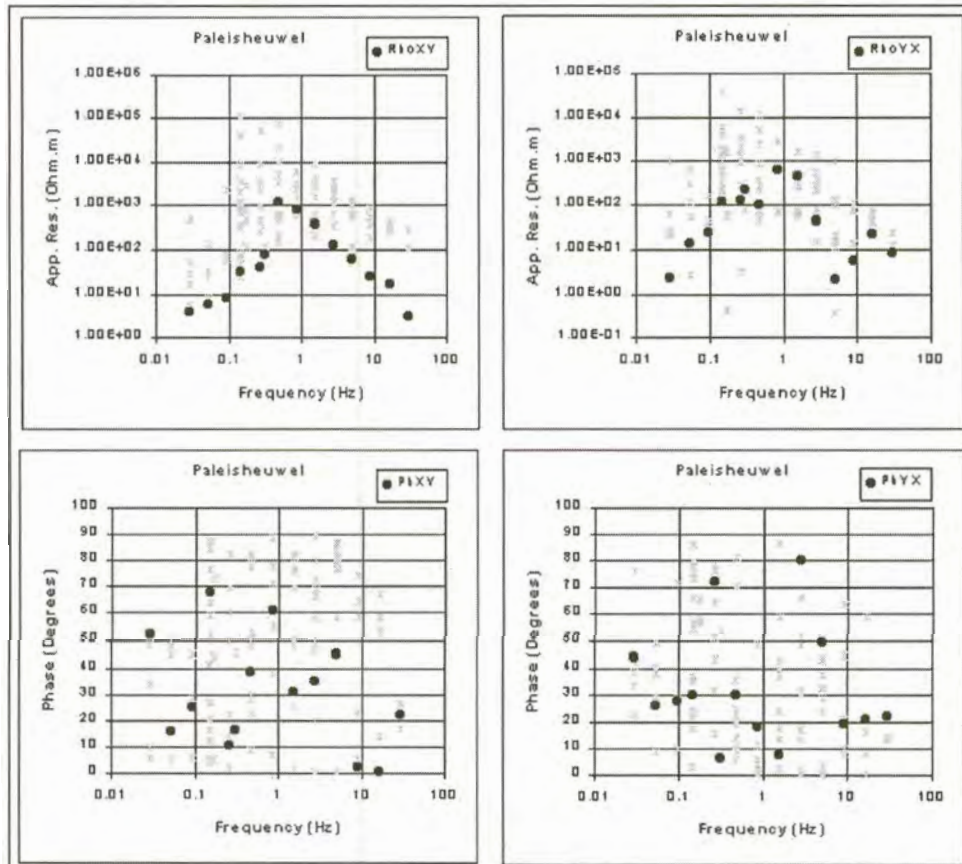 Paleisheuwel
RhoXY
App. Res. (Ohm.m)
1.00E+06
1.00E+05
1.00E+04
1.00E+03
1.00E+02
1.00E+01
1.00E+00
0.01 0.1 1 10 100
Frequency (Hz)
Paleisheuwel
RhoYX
App. Res. (Ohm.m)
1.00E+05
1.00E+04
1.00E+03
1.00E+02
1.00E+01
1.00E+00
1.00E-01
0.01 0.1 1 10 100
Frequency (Hz)
Paleisheuwel
PhXY
Phase (Degrees)
100
90
80
70
60
50
40
30
20
10
0
0.01 0.1 1 10 100
Frequency (Hz)
Paleisheuwel
PhYX
Phase (Degrees)
100
90
80
70
60
50
40
30
20
10
0
0.01 0.1 1 10 100
Frequency (Hz)